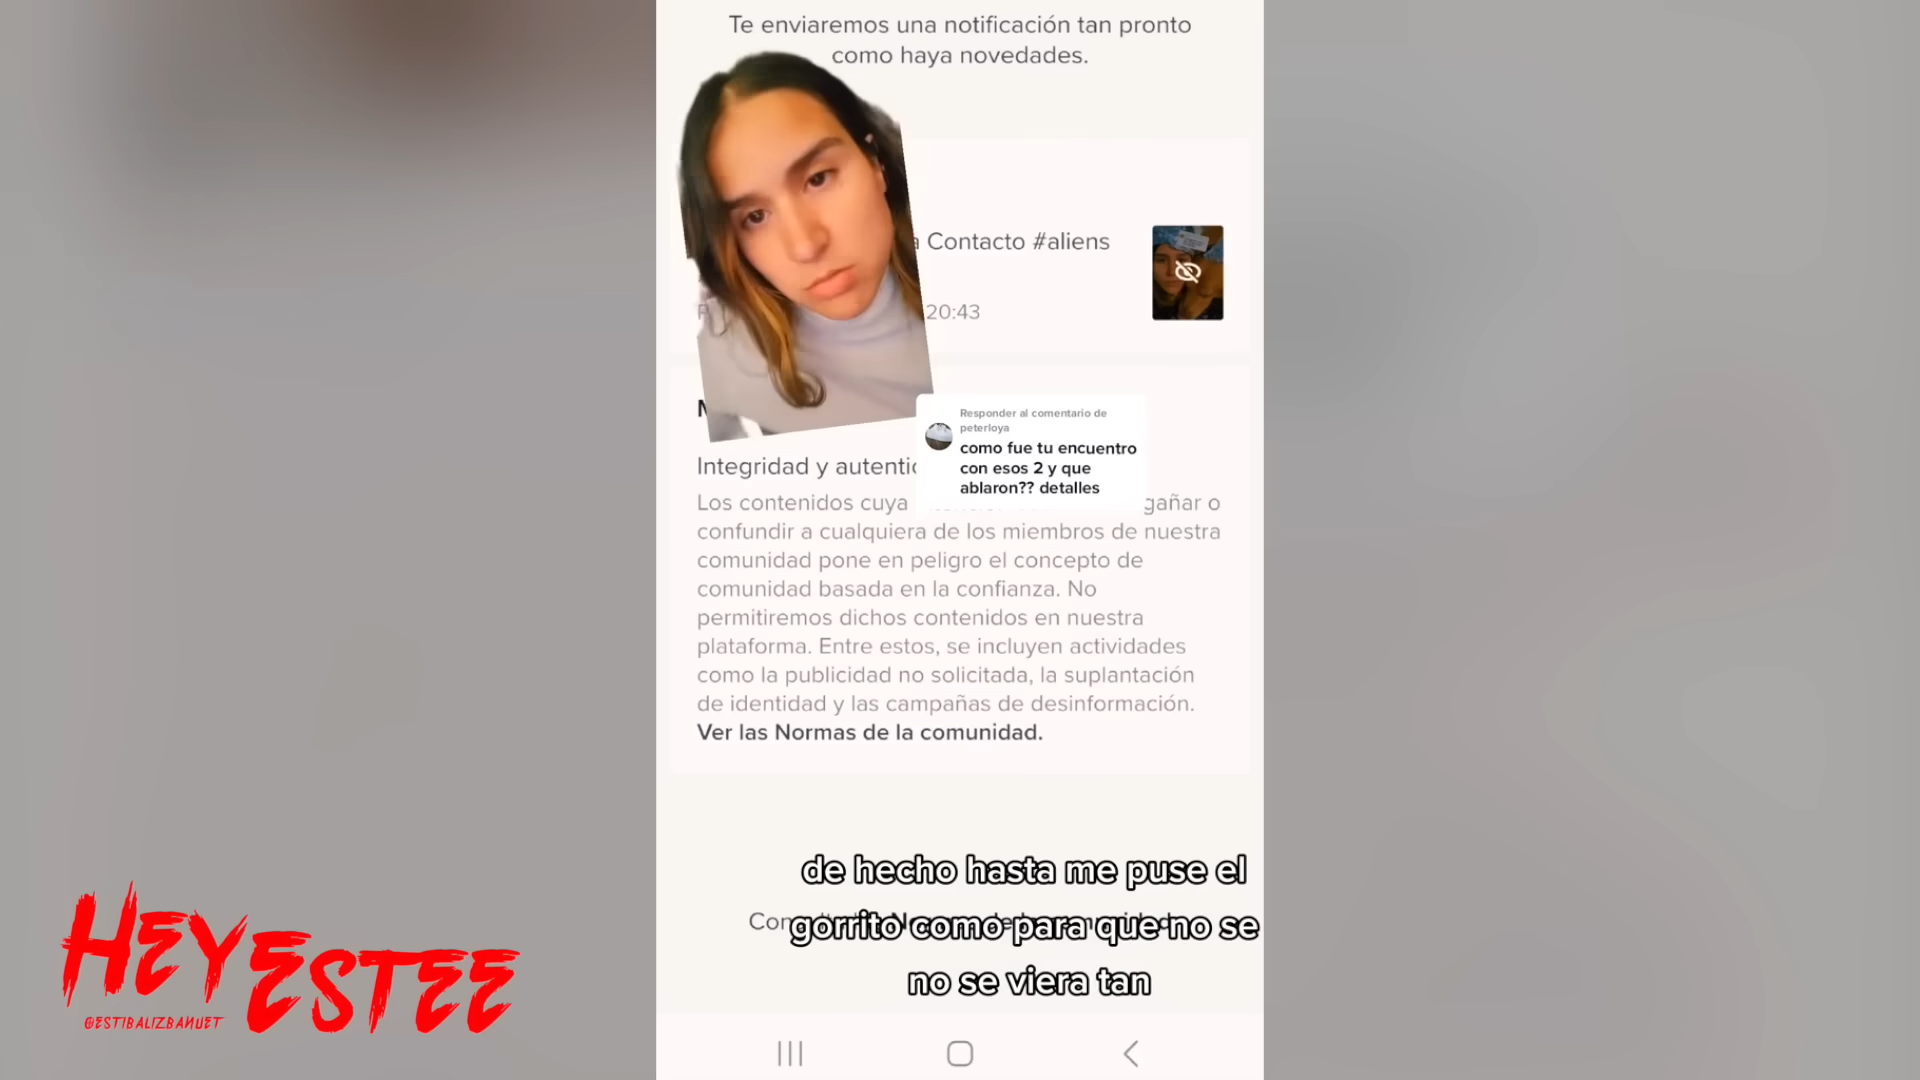 Te enviaremos una notificación tan pronto
como haya novedades.
a Contacto #aliens
20:43
Responder al comentario de
peterloya
como fue tu encuentro
con esos 2 y que
ablaron?? detalles
Integridad y
Los contenidos cuya gañar o
confundir a cualquiera de los miembros de nuestra
comunidad pone en peligro el concepto de
comunidad basada en la confianza. No
permitiremos dichos contenidos en nuestra
plataforma. Entre estos, se incluyen actividades
como la publicidad no solicitada, la suplantación
de identidad y las campañas de desinformación.
Ver las Normas de la comunidad.
de hecho hasta me puse el
gorrito como para que no se
no se viera tan
HEYESTEE
@ESTIBALIZBANUET